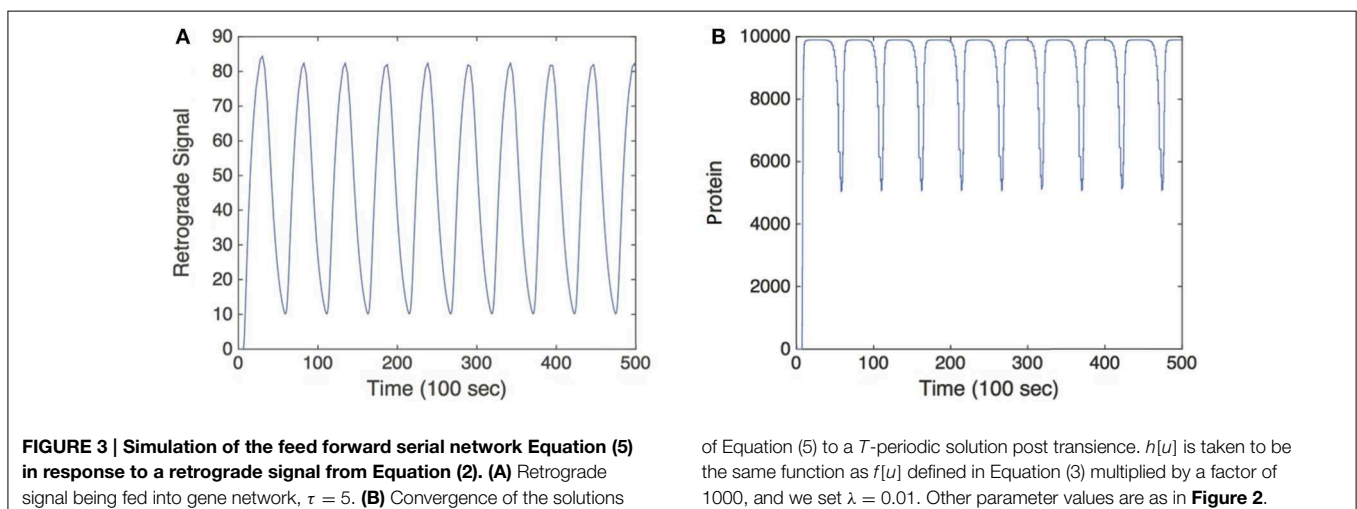 A
90
80
70
60
50
40
30
20
10
0
Retrograde Signal
0 100 200 300 400 500
Time (100 sec)
B
10000
8000
6000
4000
2000
0
Protein
0 100 200 300 400 500
Time (100 sec)
FIGURE 3 | Simulation of the feed forward serial network Equation (5)
in response to a retrograde signal from Equation (2). (A) Retrograde
signal being fed into gene network, τ = 5. (B) Convergence of the solutions
of Equation (5) to a T-periodic solution post transience. h[u] is taken to be
the same function as f[u] defined in Equation (3) multiplied by a factor of
1000, and we set λ = 0.01. Other parameter values are as in Figure 2.